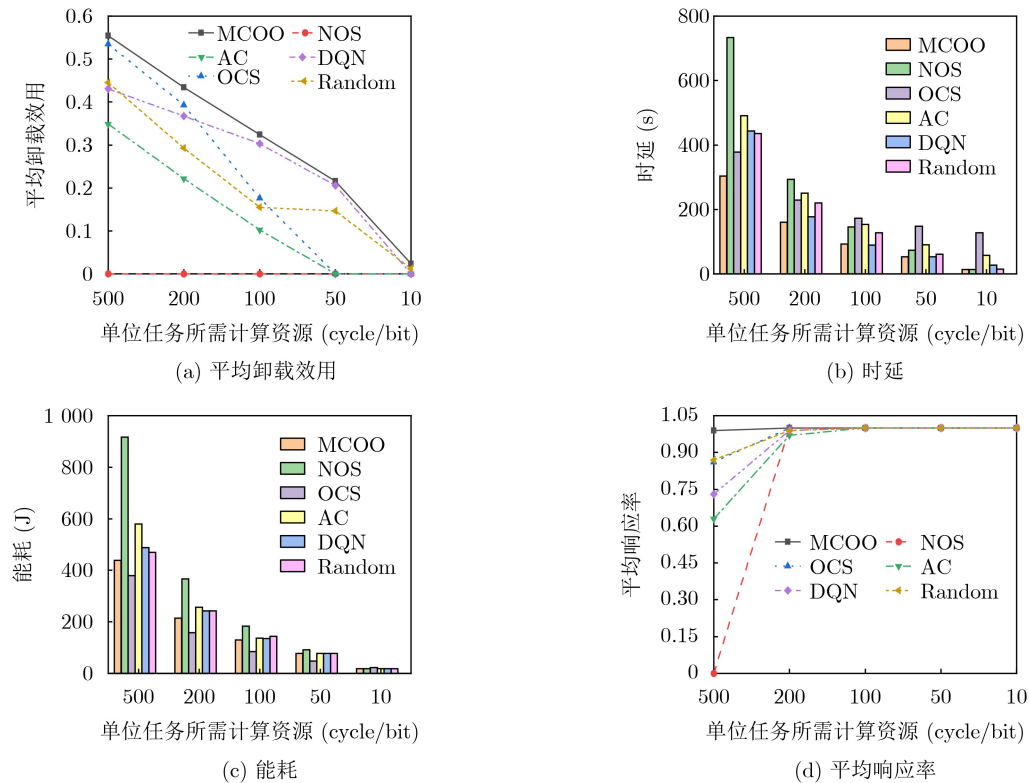 0.6
0.5
0.4
0.3
0.2
0.1
0
平均卸载效用
MCOO
NOS
AC
DQN
OCS
Random
500
200
100
50
10
单位任务所需计算资源 (cycle/bit)
(a) 平均卸载效用
800
600
400
200
0
时延 (s)
MCOO
NOS
OCS
AC
DQN
Random
500
200
100
50
10
单位任务所需计算资源 (cycle/bit)
(b) 时延
1 000
800
600
400
200
0
能耗 (J)
MCOO
NOS
OCS
AC
DQN
Random
500
200
100
50
10
单位任务所需计算资源 (cycle/bit)
(c) 能耗
1.05
0.90
0.75
0.60
0.45
0.30
0.15
0
平均响应率
MCOO
NOS
OCS
AC
DQN
Random
500
200
100
50
10
单位任务所需计算资源 (cycle/bit)
(d) 平均响应率